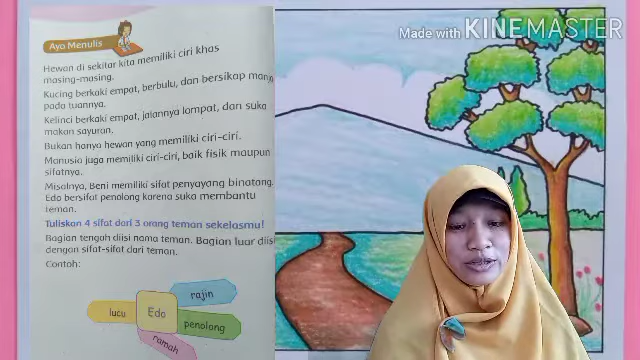 Made with KINEMASTER
Ayo Menulis
Hewan di sekitar kita memiliki ciri khas
masing-masing.
Kucing berkaki empat, berbulu, dan bersikap manja
pada tuannya.
Kelinci berkaki empat, jalannya lompat, dan suka
makan sayuran.
Bukan hanya hewan yang memiliki ciri-ciri.
Manusia juga memiliki ciri-ciri, baik fisik maupun
sifatnya.
Misalnya, Beni memiliki sifat penyayang binatang.
Edo bersifat penolong karena suka membantu
teman.
Tuliskan 4 sifat dari 3 orang teman sekelasmu!
Bagian tengah diisi nama teman. Bagian luar diisi
dengan sifat-sifat dari teman.
Contoh:
rajin
lucu
Edo
penolong
ramah